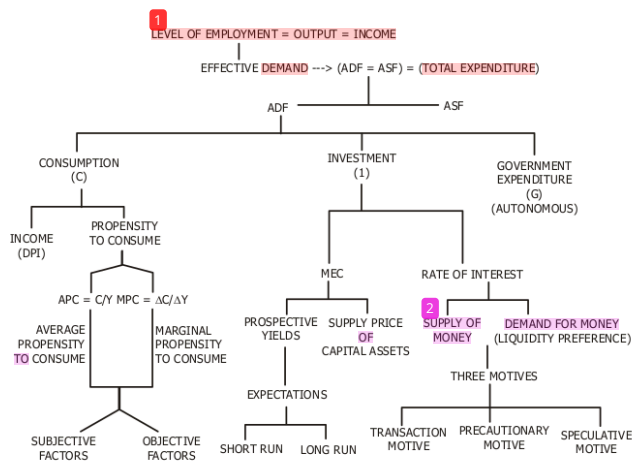 1
LEVEL OF EMPLOYMENT = OUTPUT = INCOME
EFFECTIVE DEMAND ---> (ADF = ASF) = (TOTAL EXPENDITURE)
ADF
ASF
CONSUMPTION
(C)
INVESTMENT
(1)
GOVERNMENT
EXPENDITURE
(G)
(AUTONOMOUS)
INCOME
(DPI)
PROPENSITY
TO CONSUME
MEC
RATE OF INTEREST
APC = C/Y MPC = ΔC/ΔY
AVERAGE
PROPENSITY
TO CONSUME
MARGINAL
PROPENSITY
TO CONSUME
PROSPECTIVE
YIELDS
SUPPLY PRICE
OF
CAPITAL ASSETS
2
SUPPLY OF
MONEY
DEMAND FOR MONEY
(LIQUIDITY PREFERENCE)
EXPECTATIONS
THREE MOTIVES
SUBJECTIVE
FACTORS
OBJECTIVE
FACTORS
SHORT RUN
LONG RUN
TRANSACTION
MOTIVE
PRECAUTIONARY
MOTIVE
SPECULATIVE
MOTIVE